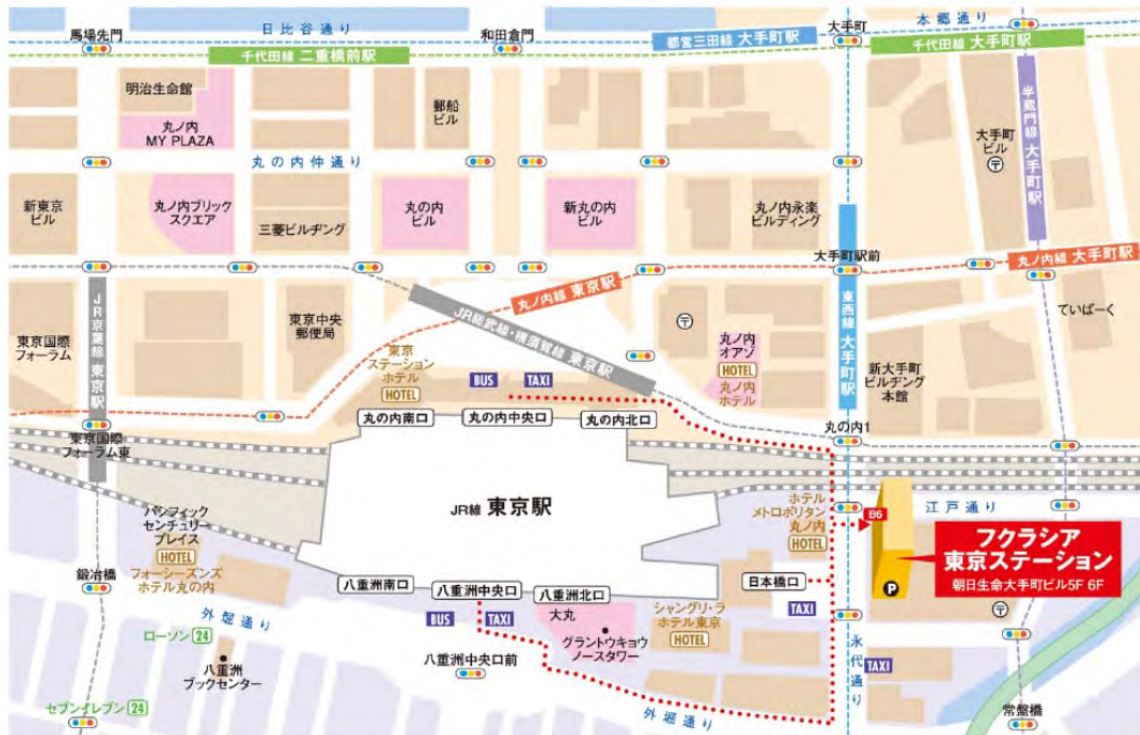 日比谷通り
本郷通り
馬場先門
和田倉門
大手町
都営三田線 大手町駅
千代田線 二重橋前駅
千代田線 大手町駅
明治生命館
丸ノ内
MY PLAZA
郵船
ビル
半蔵門線 大手町駅
大手町
ビル
〒
丸の内仲通り
新東京
ビル
丸ノ内ブリック
スクエア
三菱ビルヂング
丸の内
ビル
新丸の内
ビル
丸ノ内永楽
ビルディング
大手町駅前
丸ノ内線 大手町駅
丸ノ内線 東京駅
JR京葉線 東京駅
JR総武線・横須賀線 東京駅
東西線 大手町駅
東京国際
フォーラム
東京中央
郵便局
〒
ていぱーく
東京
ステーション
ホテル
HOTEL
BUS
TAXI
丸ノ内
オアゾ
HOTEL
丸ノ内
ホテル
新大手町
ビルヂング
本館
丸の内南口
丸の内中央口
丸の内北口
丸の内1
東京国際
フォーラム東
JR線 東京駅
パシフィック
センチュリー
プレイス
HOTEL
フォーシーズンズ
ホテル丸の内
ホテル
メトロポリタン
丸ノ内
HOTEL
B6
江戸通り
フクラシア
東京ステーション
朝日生命大手町ビル5F 6F
P
〒
鍛冶橋
八重洲南口
八重洲中央口
八重洲北口
日本橋口
BUS
TAXI
大丸
グラントウキョウ
ノースタワー
シャングリ・ラ
ホテル東京
HOTEL
TAXI
外堀通り
ローソン 24
八重洲
ブックセンター
八重洲中央口前
永代通り
TAXI
セブンイレブン 24
外堀通り
常盤橋